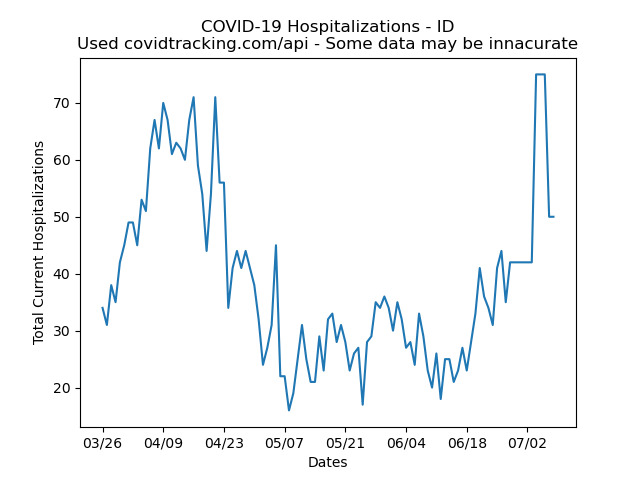 COVID-19 Hospitalizations - ID
Used covidtracking.com/api - Some data may be innacurate
Total Current Hospitalizations
70
60
50
40
30
20
03/26 04/09 04/23 05/07 05/21 06/04 06/18 07/02
Dates